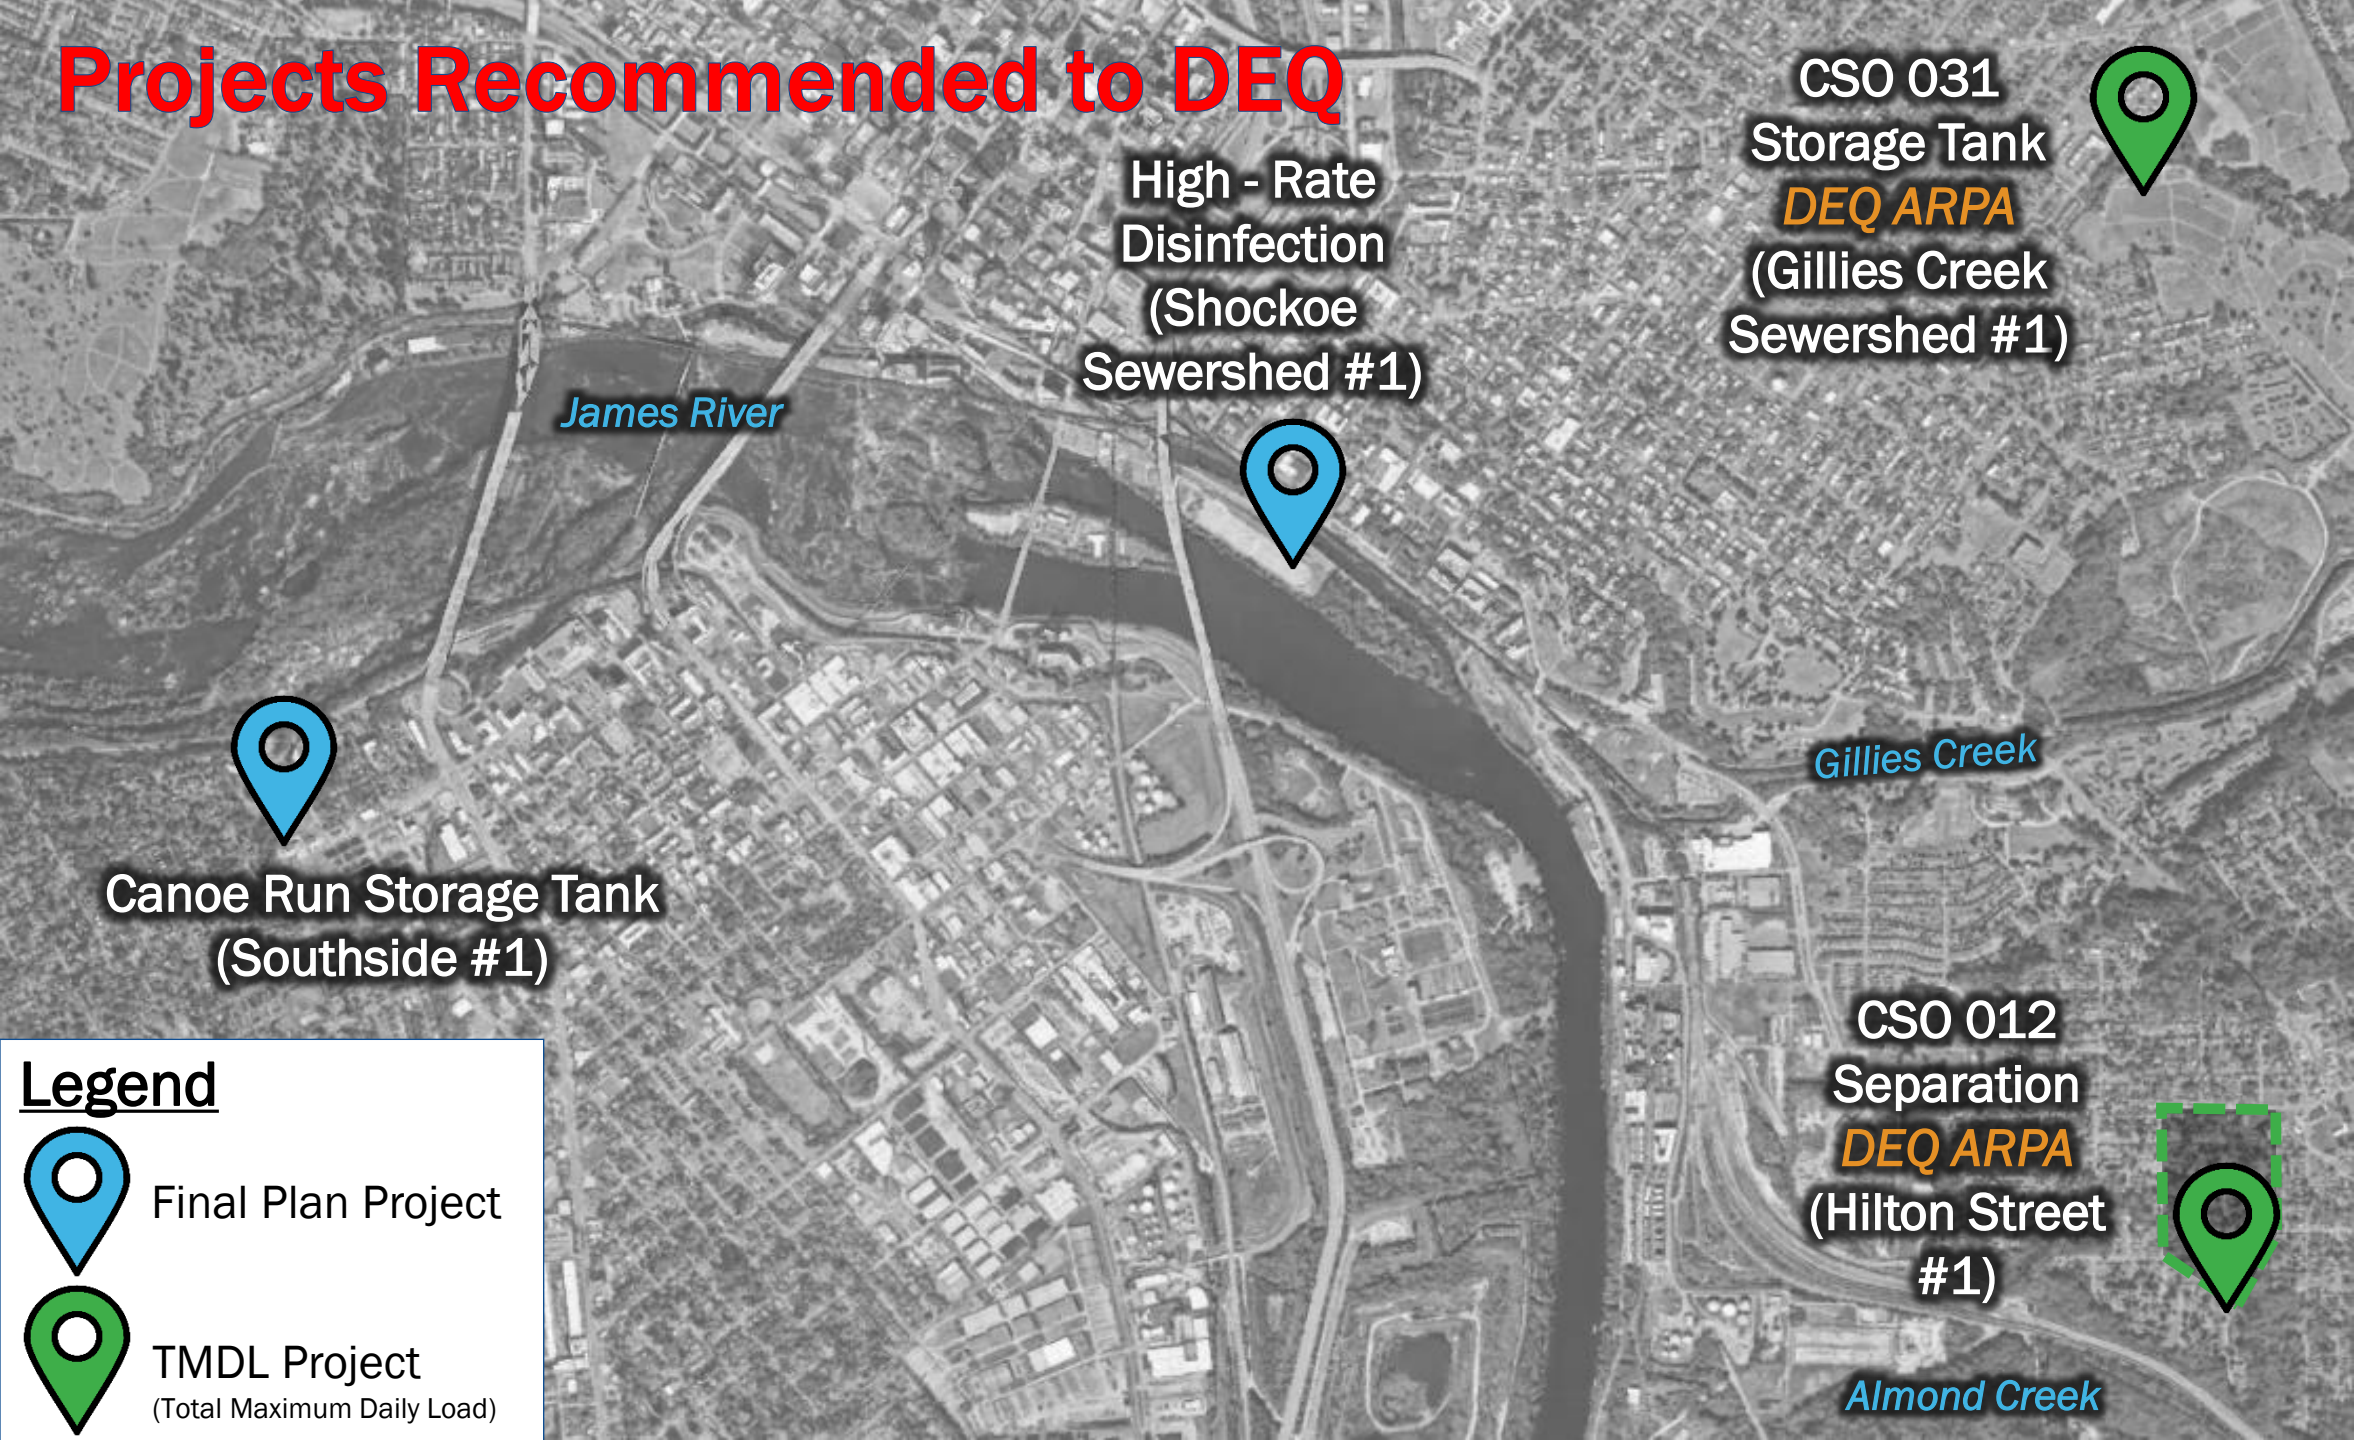 Projects Recommended to DEQ
CSO 031
Storage Tank
DEQ ARPA
(Gillies Creek
Sewershed #1)
High - Rate
Disinfection
(Shockoe
Sewershed #1)
James River
Gillies Creek
Canoe Run Storage Tank
(Southside #1)
CSO 012
Separation
DEQ ARPA
(Hilton Street
#1)
Almond Creek
Legend
Final Plan Project
TMDL Project
(Total Maximum Daily Load)